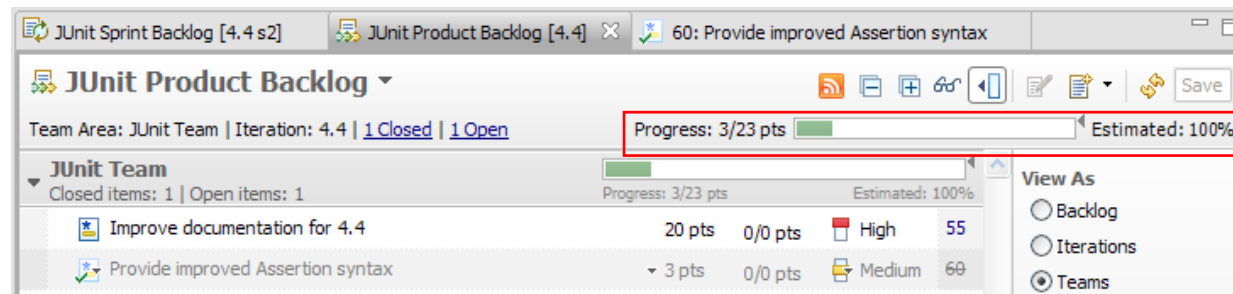 JUnit Sprint Backlog [4.4 s2] JUnit Product Backlog [4.4] 60: Provide improved Assertion syntax
JUnit Product Backlog
Save
Team Area: JUnit Team | Iteration: 4.4 | 1 Closed | 1 Open Progress: 3/23 pts Estimated: 100%
JUnit Team
Closed items: 1 | Open items: 1 Progress: 3/23 pts Estimated: 100%
Improve documentation for 4.4 20 pts 0/0 pts High 55
Provide improved Assertion syntax 3 pts 0/0 pts Medium 60
View As
Backlog
Iterations
Teams